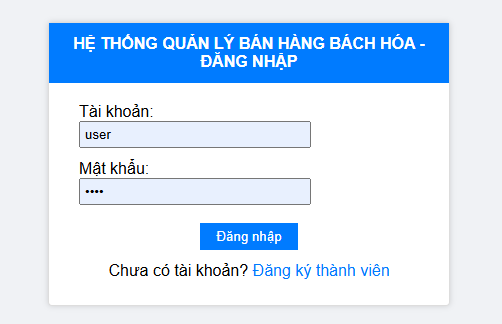 HỆ THỐNG QUẢN LÝ BÁN HÀNG BÁCH HÓA -
ĐĂNG NHẬP
Tài khoản:
user
Mật khẩu:
••••
Đăng nhập
Chưa có tài khoản? Đăng ký thành viên